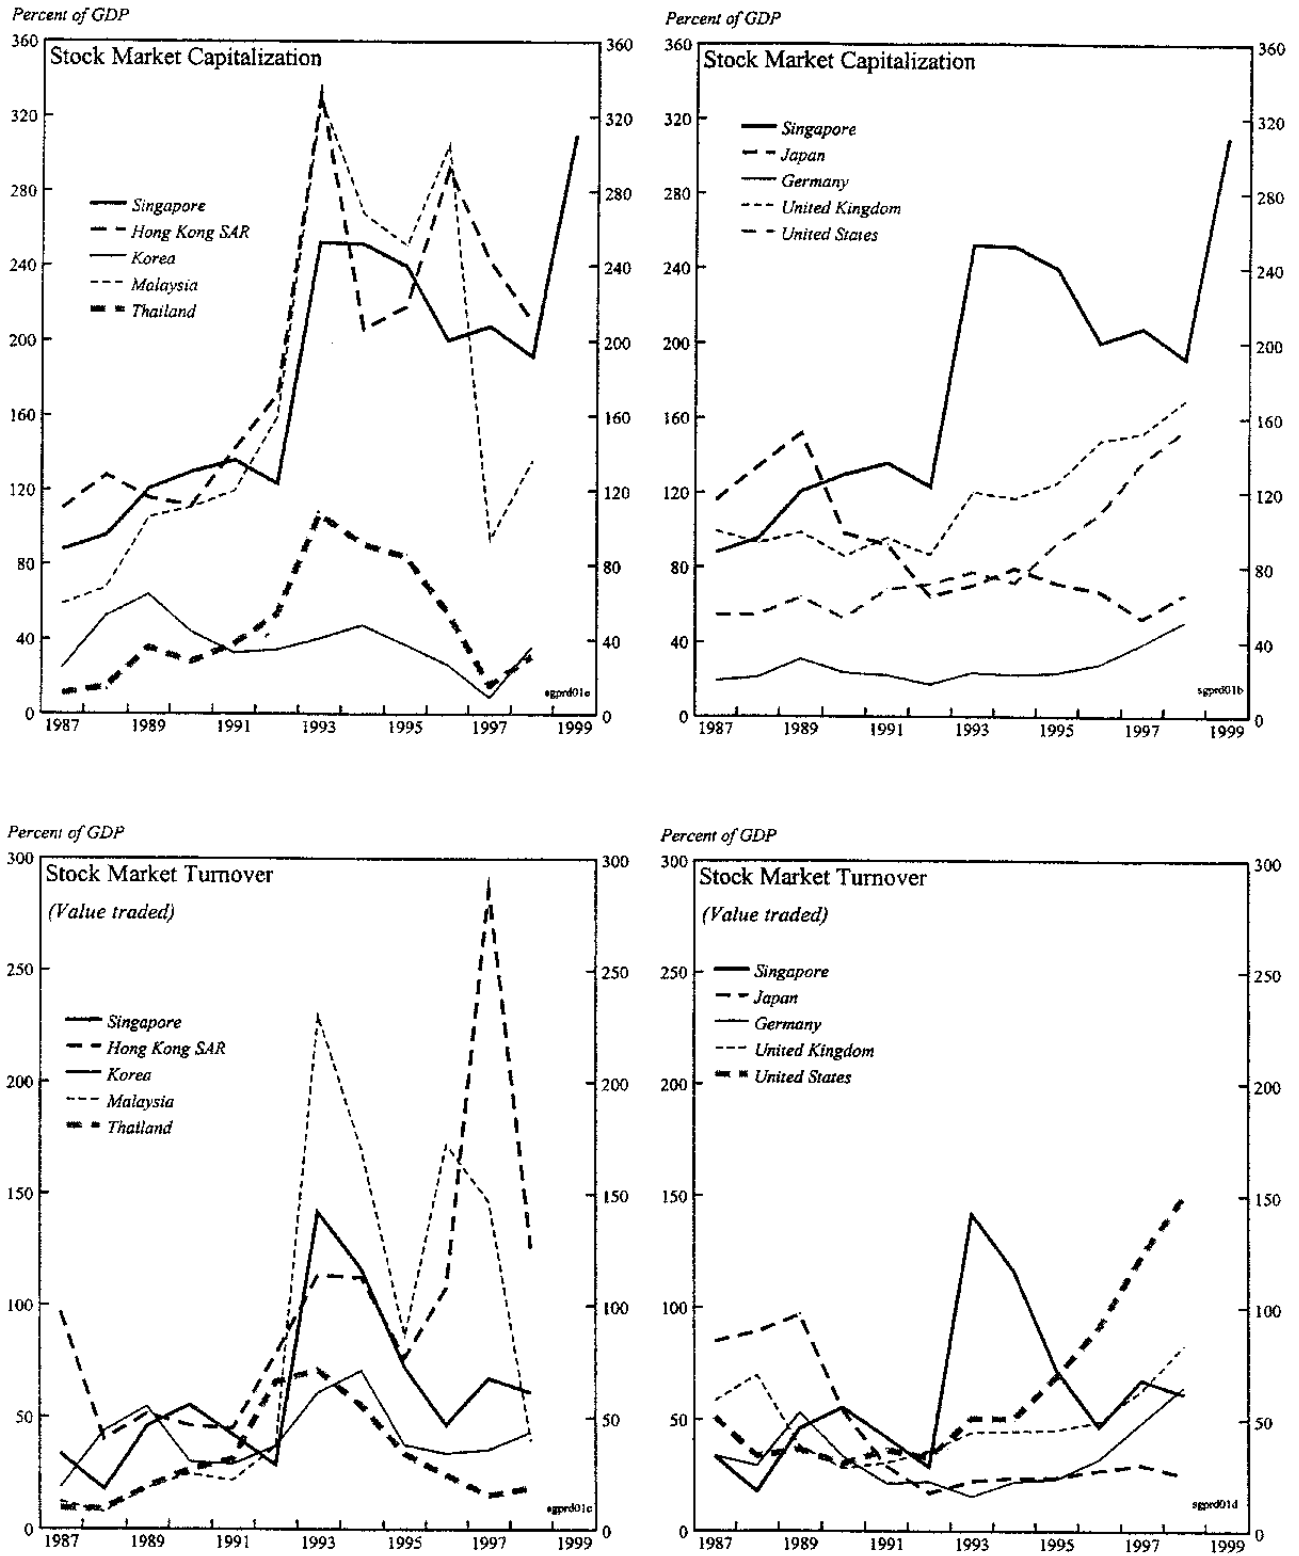 Percent of GDP
360 360
Stock Market Capitalization
320 320
280 280
Singapore
Hong Kong SAR
Korea
Malaysia
Thailand
240 240
200 200
160 160
120 120
80 80
40 40
sgprd01e
0 0
1987 1989 1991 1993 1995 1997 1999
Percent of GDP
360 360
Stock Market Capitalization
320 320
Singapore
Japan
Germany
United Kingdom
United States
280 280
240 240
200 200
160 160
120 120
80 80
40 40
sgprd01b
0 0
1987 1989 1991 1993 1995 1997 1999
Percent of GDP
300 300
Stock Market Turnover
(Value traded)
250 250
Singapore
Hong Kong SAR
Korea
Malaysia
Thailand
200 200
150 150
100 100
50 50
sgprd01c
0 0
1987 1989 1991 1993 1995 1997 1999
Percent of GDP
300 300
Stock Market Turnover
(Value traded)
250 250
Singapore
Japan
Germany
United Kingdom
United States
200 200
150 150
100 100
50 50
sgprd01d
0 0
1987 1989 1991 1993 1995 1997 1999